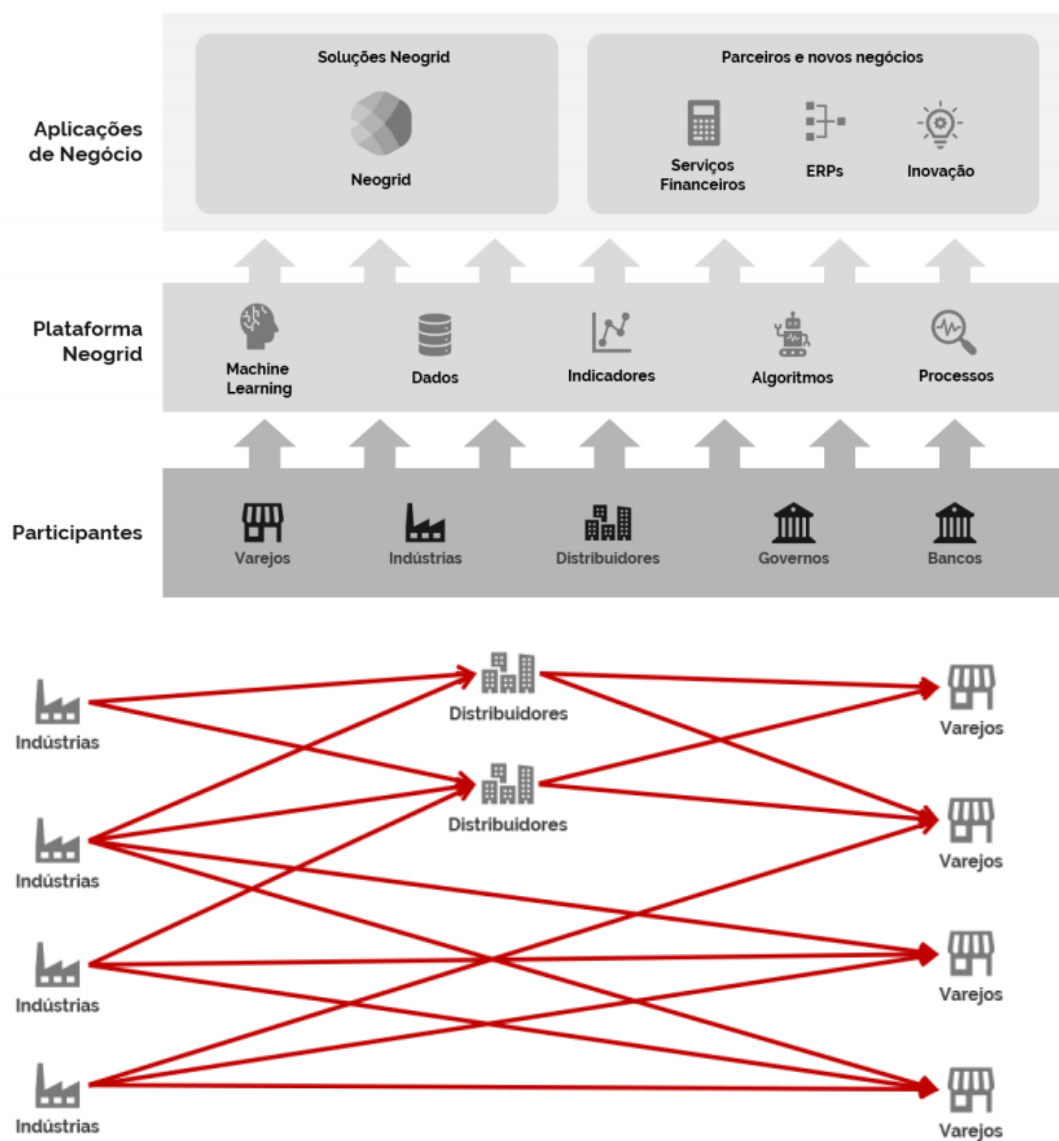 Soluções Neogrid
Parceiros e novos negócios
Aplicações
de Negócio
Neogrid
Serviços
Financeiros
ERPs
Inovação
Plataforma
Neogrid
Machine
Learning
Dados
Indicadores
Algoritmos
Processos
Participantes
Varejos
Indústrias
Distribuidores
Governos
Bancos
Indústrias
Distribuidores
Varejos
Indústrias
Distribuidores
Varejos
Indústrias
Varejos
Indústrias
Varejos